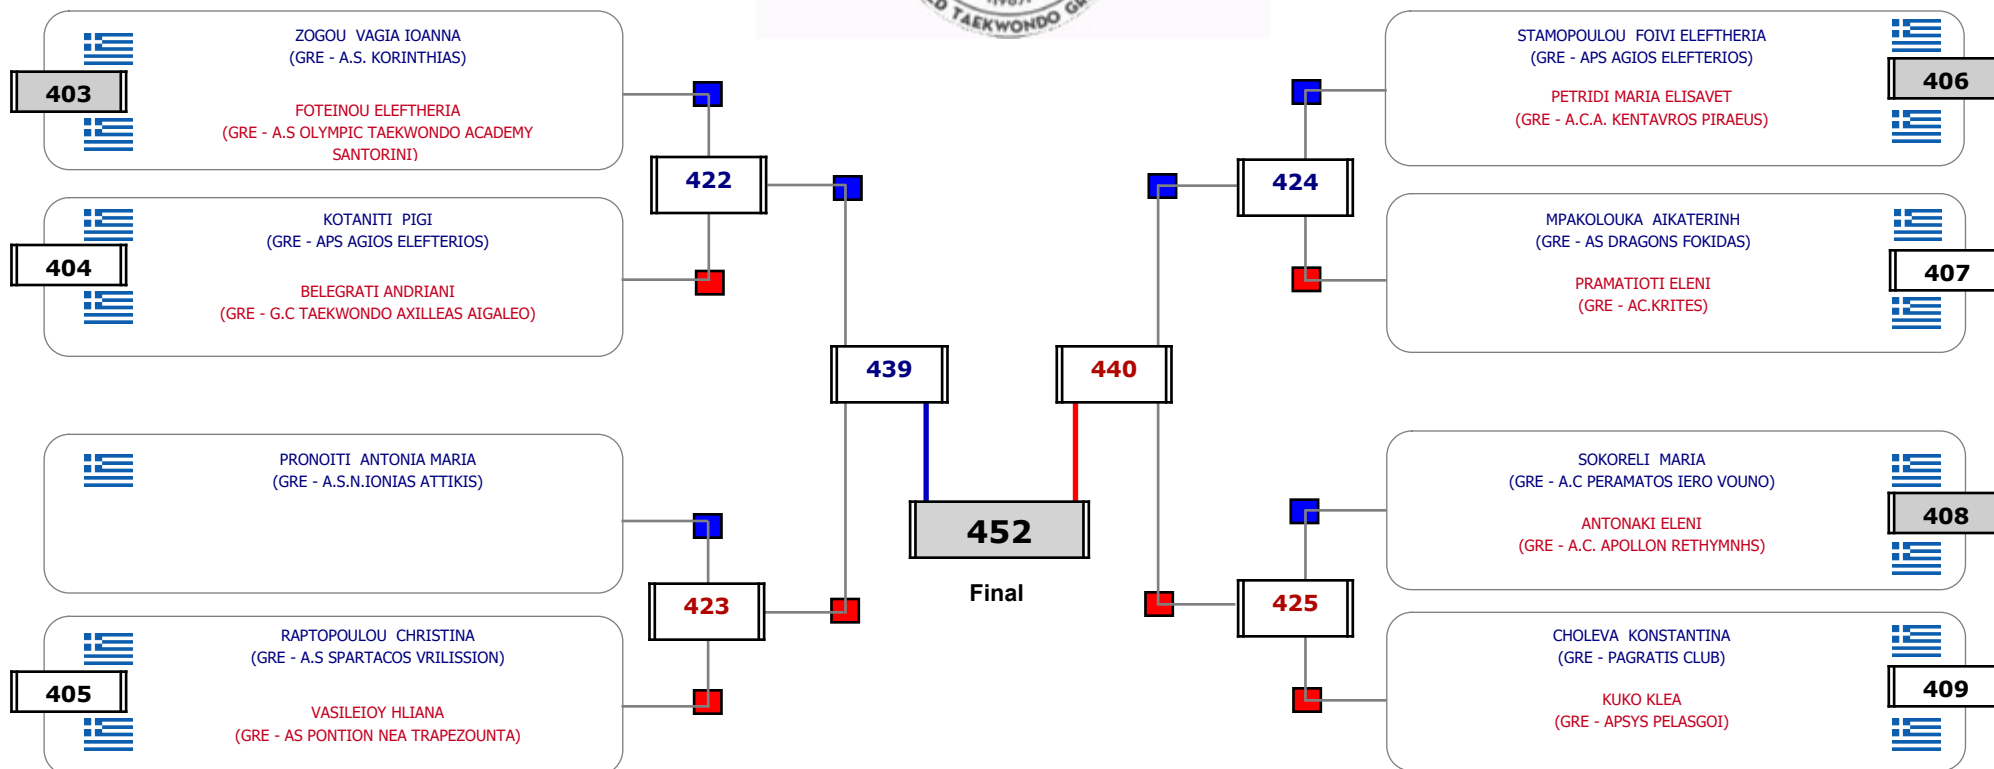 TAEKWONDO
ZOGOU VAGIA IOANNA
(GRE - A.S. KORINTHIAS)
403
FOTEINOU ELEFTHERIA
(GRE - A.S OLYMPIC TAEKWONDO ACADEMY
SANTORINI)
KOTANITI PIGI
(GRE - APS AGIOS ELEFTERIOS)
404
BELEGRATI ANDRIANI
(GRE - G.C TAEKWONDO AXILLEAS AIGALEO)
422
439
PRONOITI ANTONIA MARIA
(GRE - A.S.N.IONIAS ATTIKIS)
423
RAPTOPOULOU CHRISTINA
(GRE - A.S SPARTACOS VRILISSION)
405
VASILEIOY HLIANA
(GRE - AS PONTION NEA TRAPEZOUNTA)
452
Final
STAMOPOULOU FOIVI ELEFTHERIA
(GRE - APS AGIOS ELEFTERIOS)
406
PETRIDI MARIA ELISAVET
(GRE - A.C.A. KENTAVROS PIRAEUS)
424
MPAKOLOUKA AIKATERINH
(GRE - AS DRAGONS FOKIDAS)
407
PRAMATIOTI ELENI
(GRE - AC.KRITES)
440
SOKORELI MARIA
(GRE - A.C PERAMATOS IERO VOUNO)
408
ANTONAKI ELENI
(GRE - A.C. APOLLON RETHYMNHS)
425
CHOLEVA KONSTANTINA
(GRE - PAGRATIS CLUB)
409
KUKO KLEA
(GRE - APSYS PELASGOI)